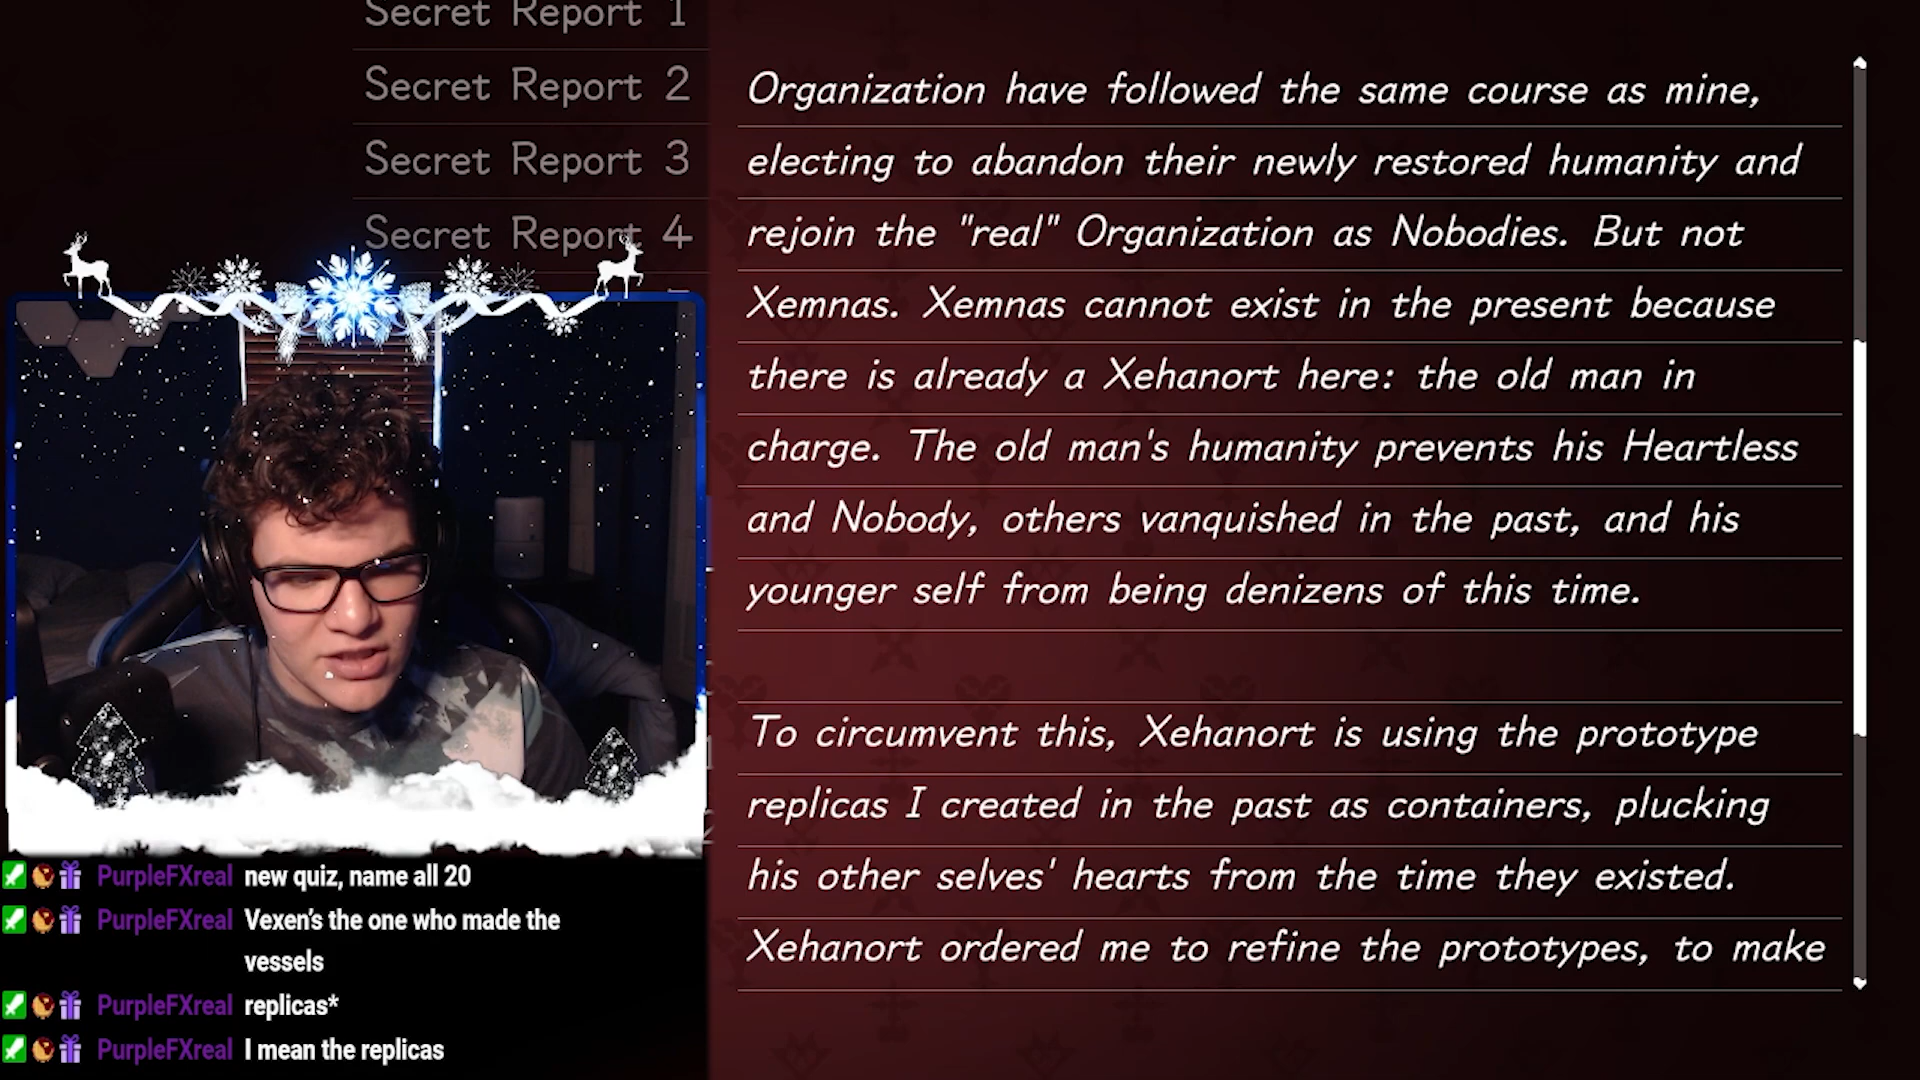 Secret Report 1
Secret Report 2
Secret Report 3
Secret Report 4
Organization have followed the same course as mine,
electing to abandon their newly restored humanity and
rejoin the "real" Organization as Nobodies. But not
Xemnas. Xemnas cannot exist in the present because
there is already a Xehanort here: the old man in
charge. The old man's humanity prevents his Heartless
and Nobody, others vanquished in the past, and his
younger self from being denizens of this time.
To circumvent this, Xehanort is using the prototype
replicas I created in the past as containers, plucking
his other selves' hearts from the time they existed.
Xehanort ordered me to refine the prototypes, to make
PurpleFXreal new quiz, name all 20
PurpleFXreal Vexen's the one who made the
vessels
PurpleFXreal replicas*
PurpleFXreal I mean the replicas